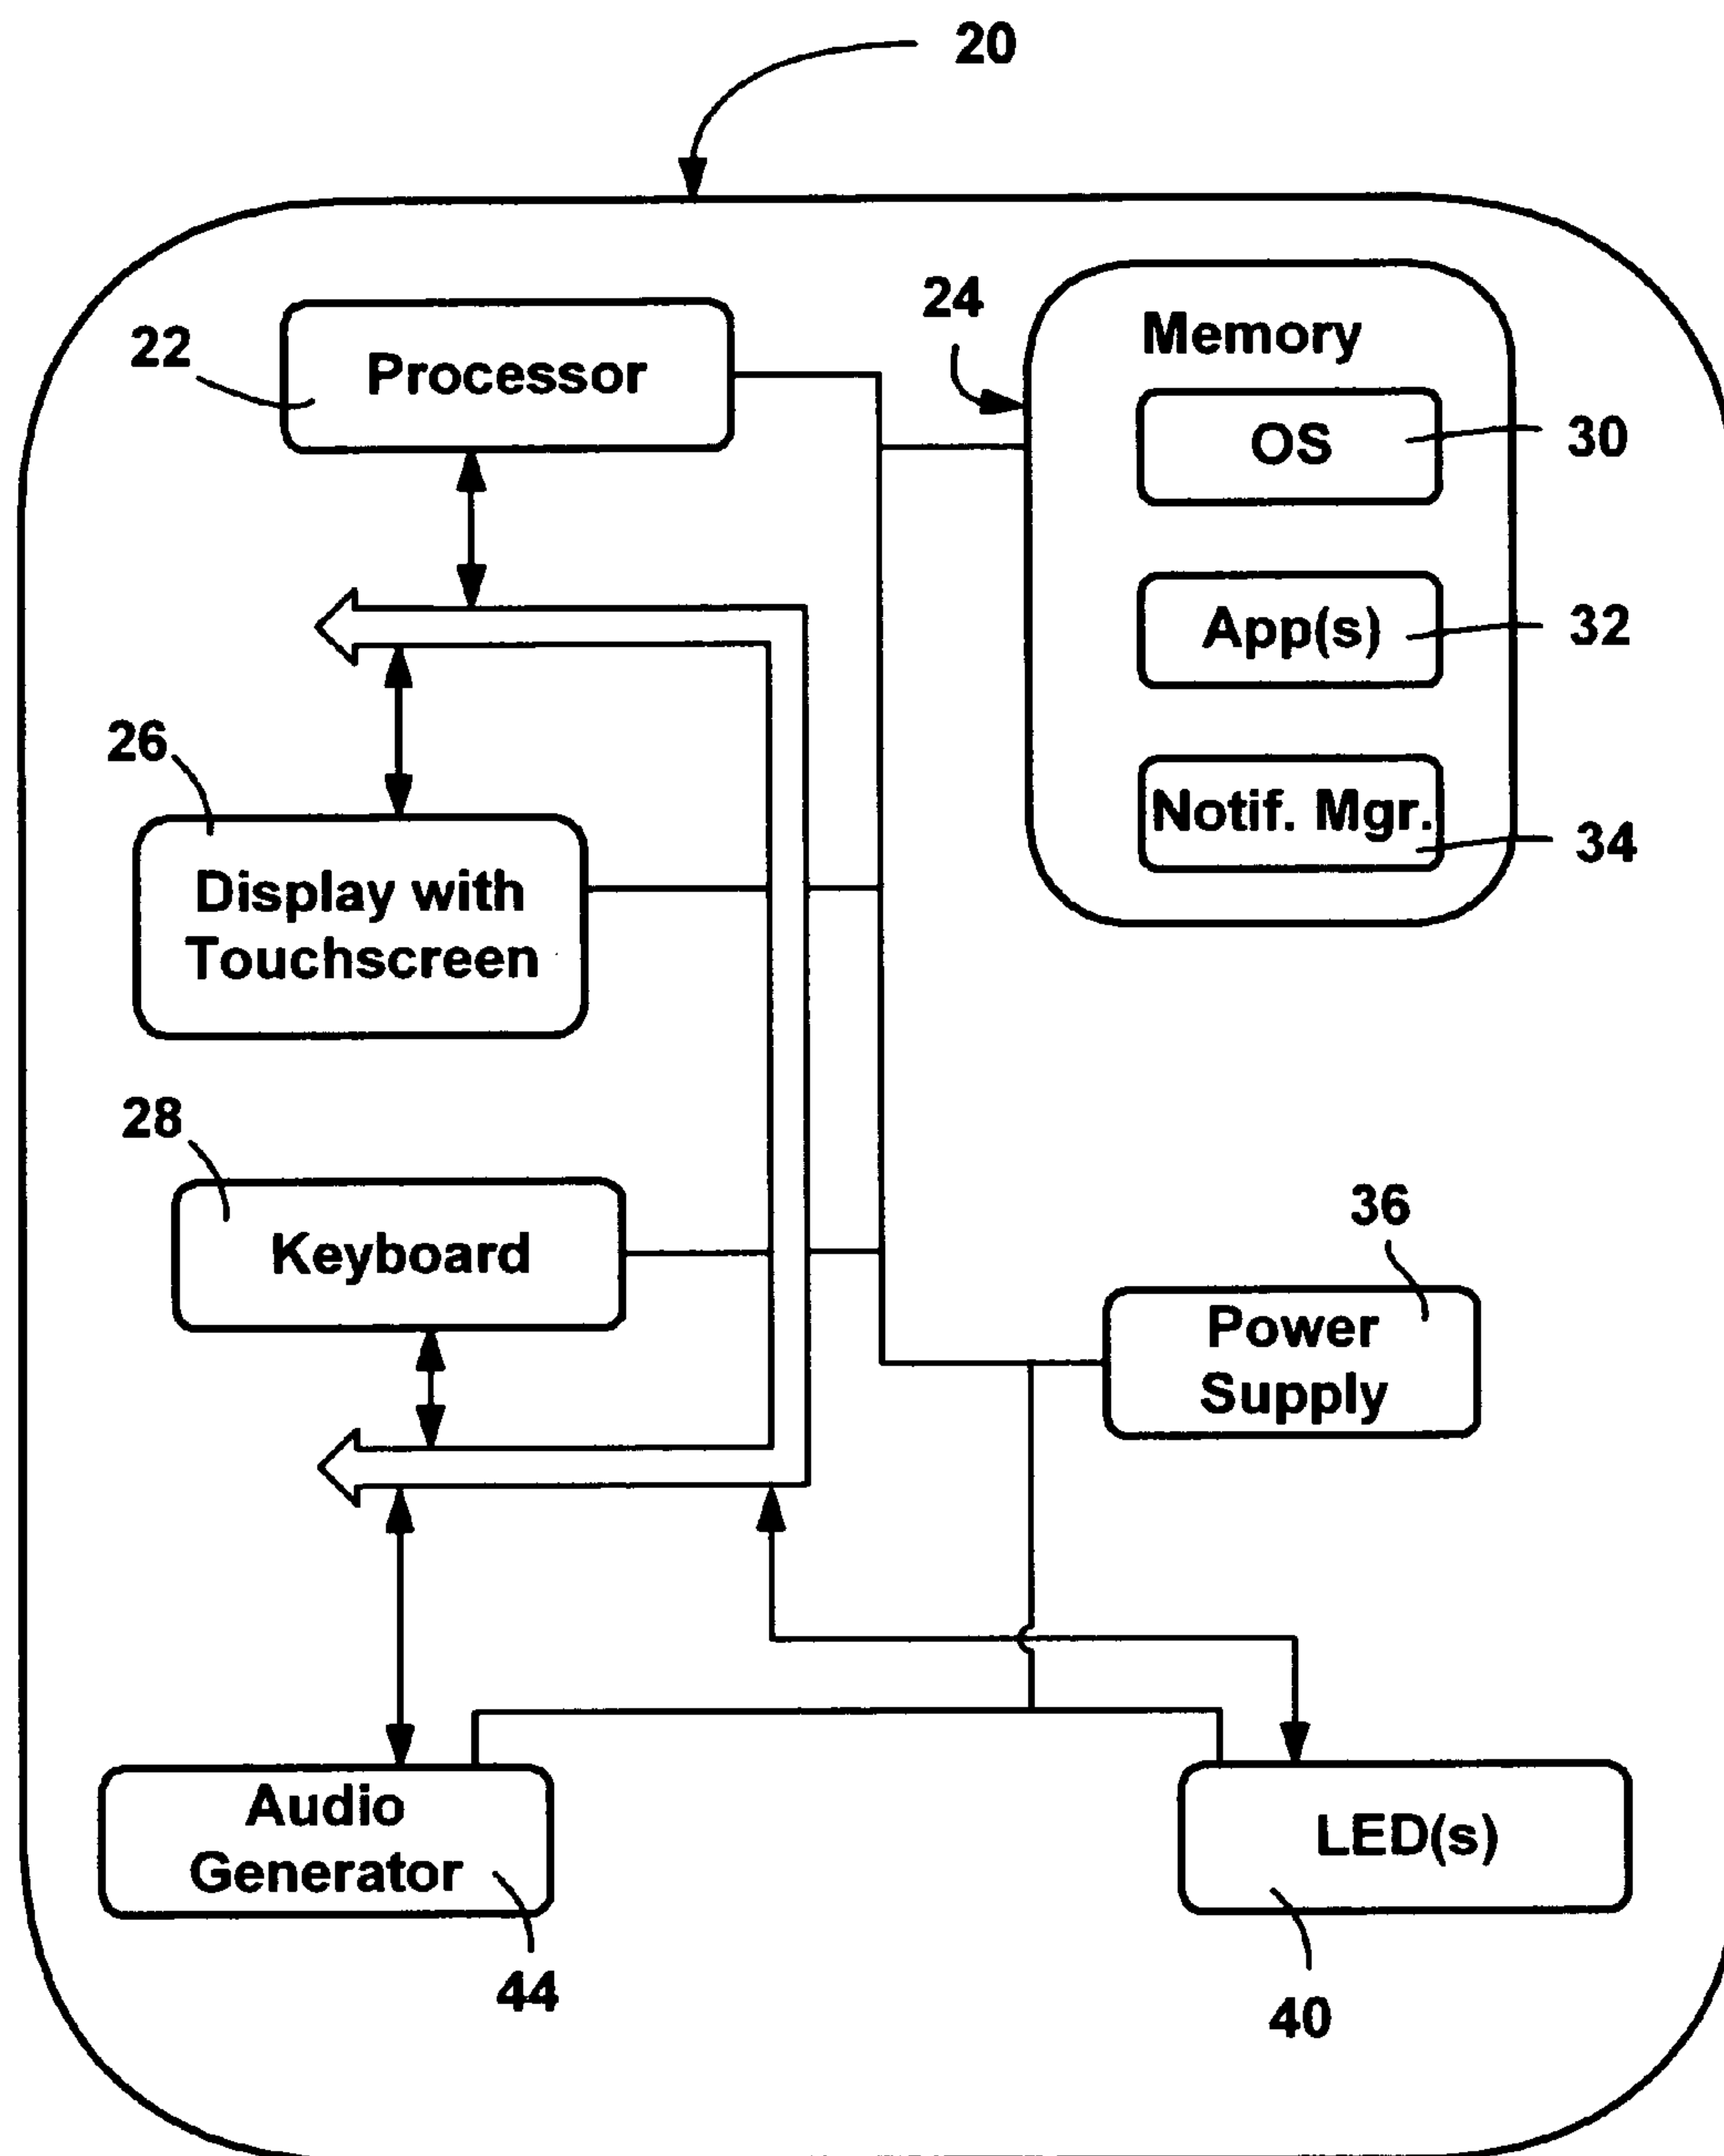 20
22
Processor
24
Memory
OS
30
App(s)
32
Notif. Mgr.
34
26
Display with
Touchscreen
28
Keyboard
36
Power
Supply
Audio
Generator
44
LED(s)
40